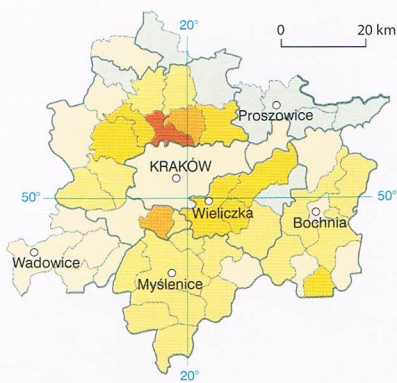 20°
0 20 km
Proszowice
KRAKÓW
50° 50°
Wieliczka
Bochnia
Wadowice
Myślenice
20°